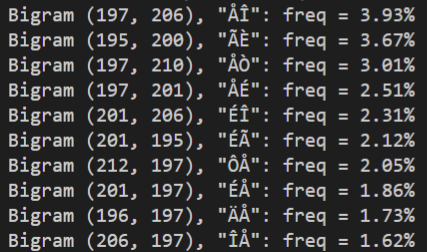 Bigram (197, 206), "ÅÎ": freq = 3.93%
Bigram (195, 200), "ÃÈ": freq = 3.67%
Bigram (197, 210), "ÅÒ": freq = 3.01%
Bigram (197, 201), "ÅÉ": freq = 2.51%
Bigram (201, 206), "ÉÎ": freq = 2.31%
Bigram (201, 195), "ÉÃ": freq = 2.12%
Bigram (212, 197), "ÔÅ": freq = 2.05%
Bigram (201, 197), "ÉÅ": freq = 1.86%
Bigram (196, 197), "ÄÅ": freq = 1.73%
Bigram (206, 197), "ÎÅ": freq = 1.62%